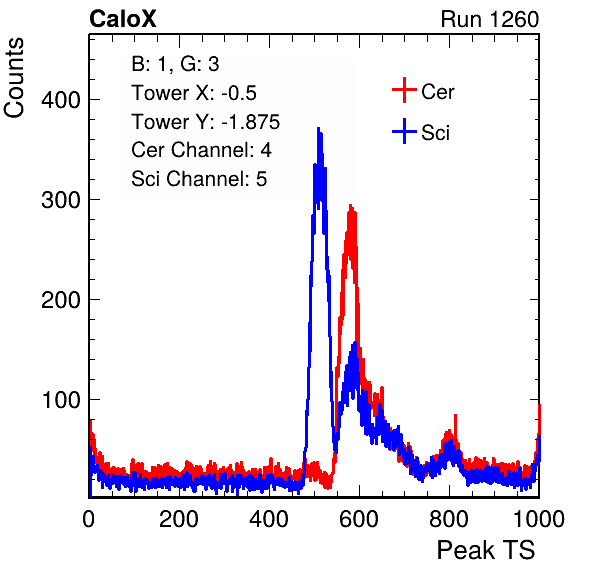 CaloX Run 1260
Counts
B: 1, G: 3
Tower X: -0.5
Tower Y: -1.875
Cer Channel: 4
Sci Channel: 5
Cer
Sci
400
300
200
100
0 200 400 600 800 1000
Peak TS